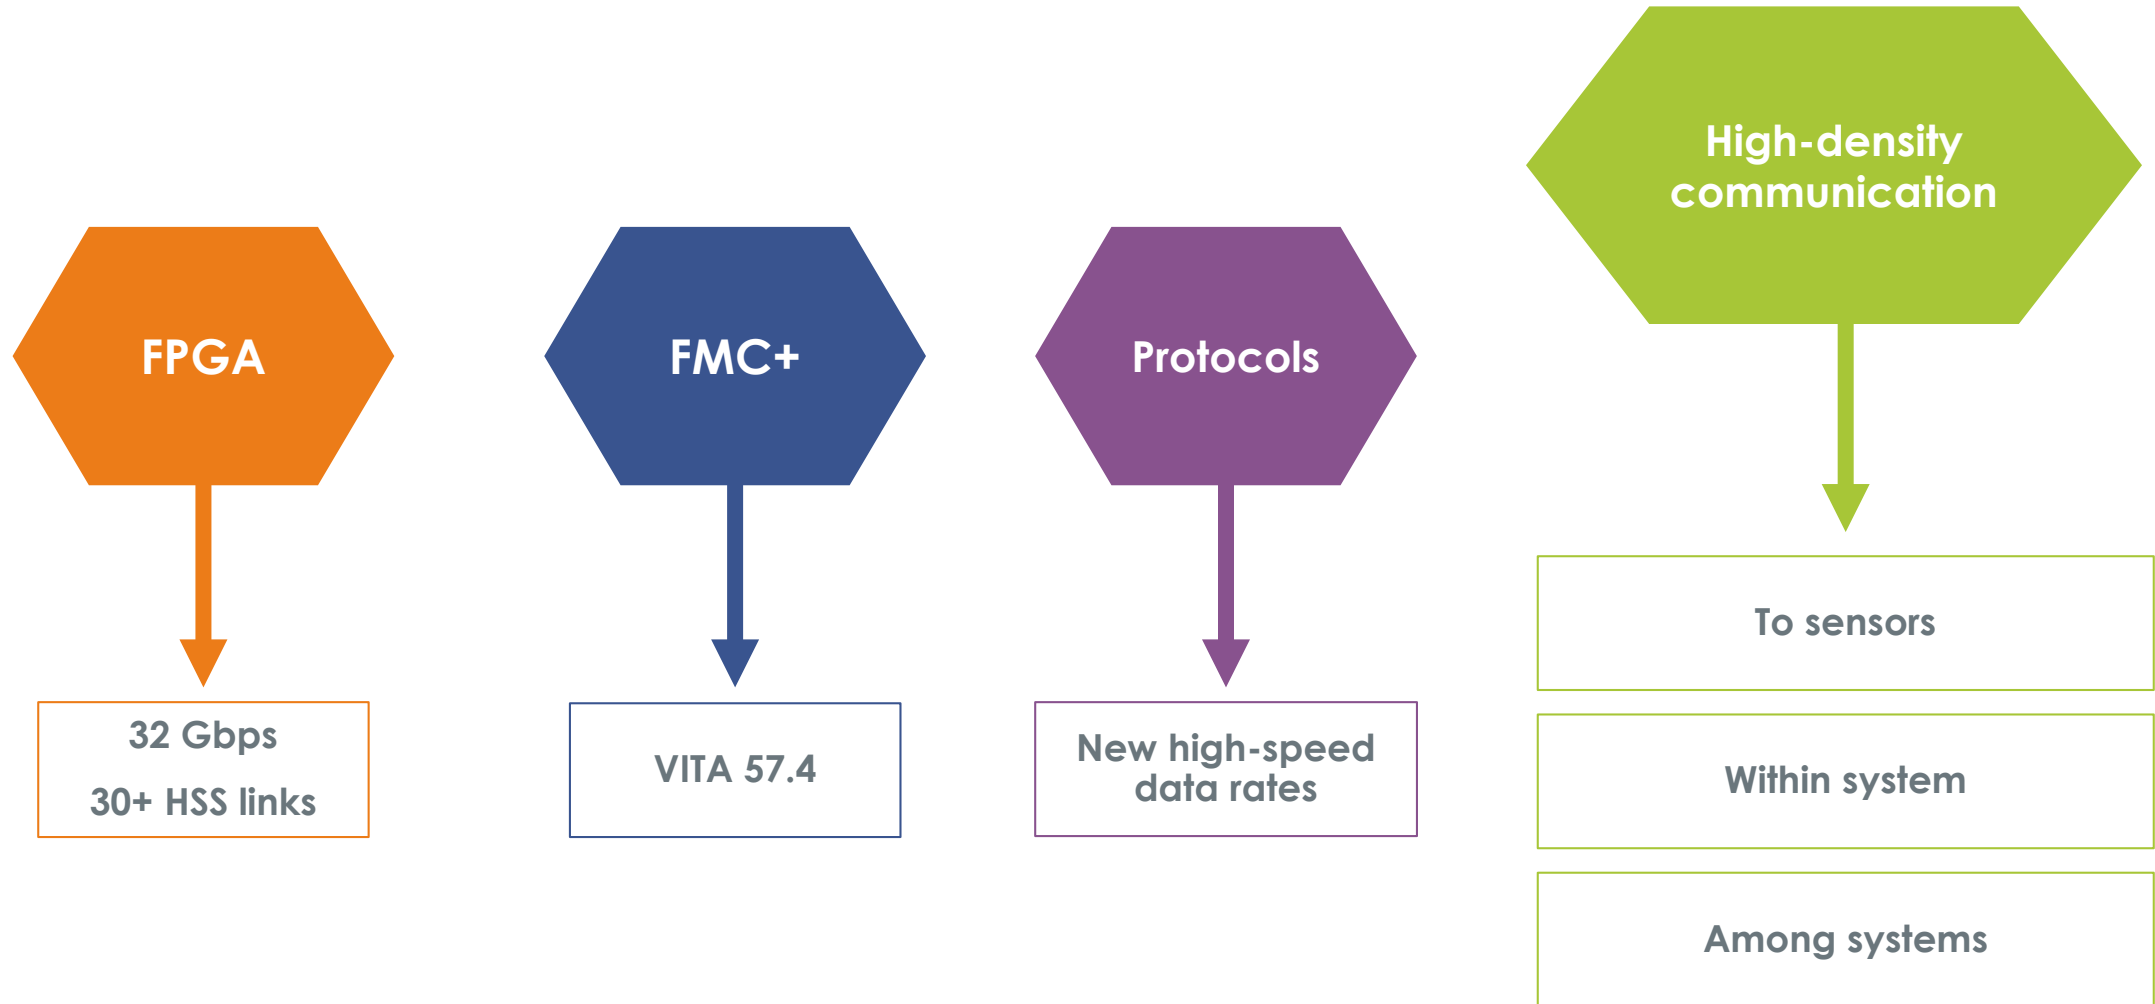 FPGA
32 Gbps
30+ HSS links
FMC+
VITA 57.4
Protocols
New high-speed
data rates
High-density
communication
To sensors
Within system
Among systems